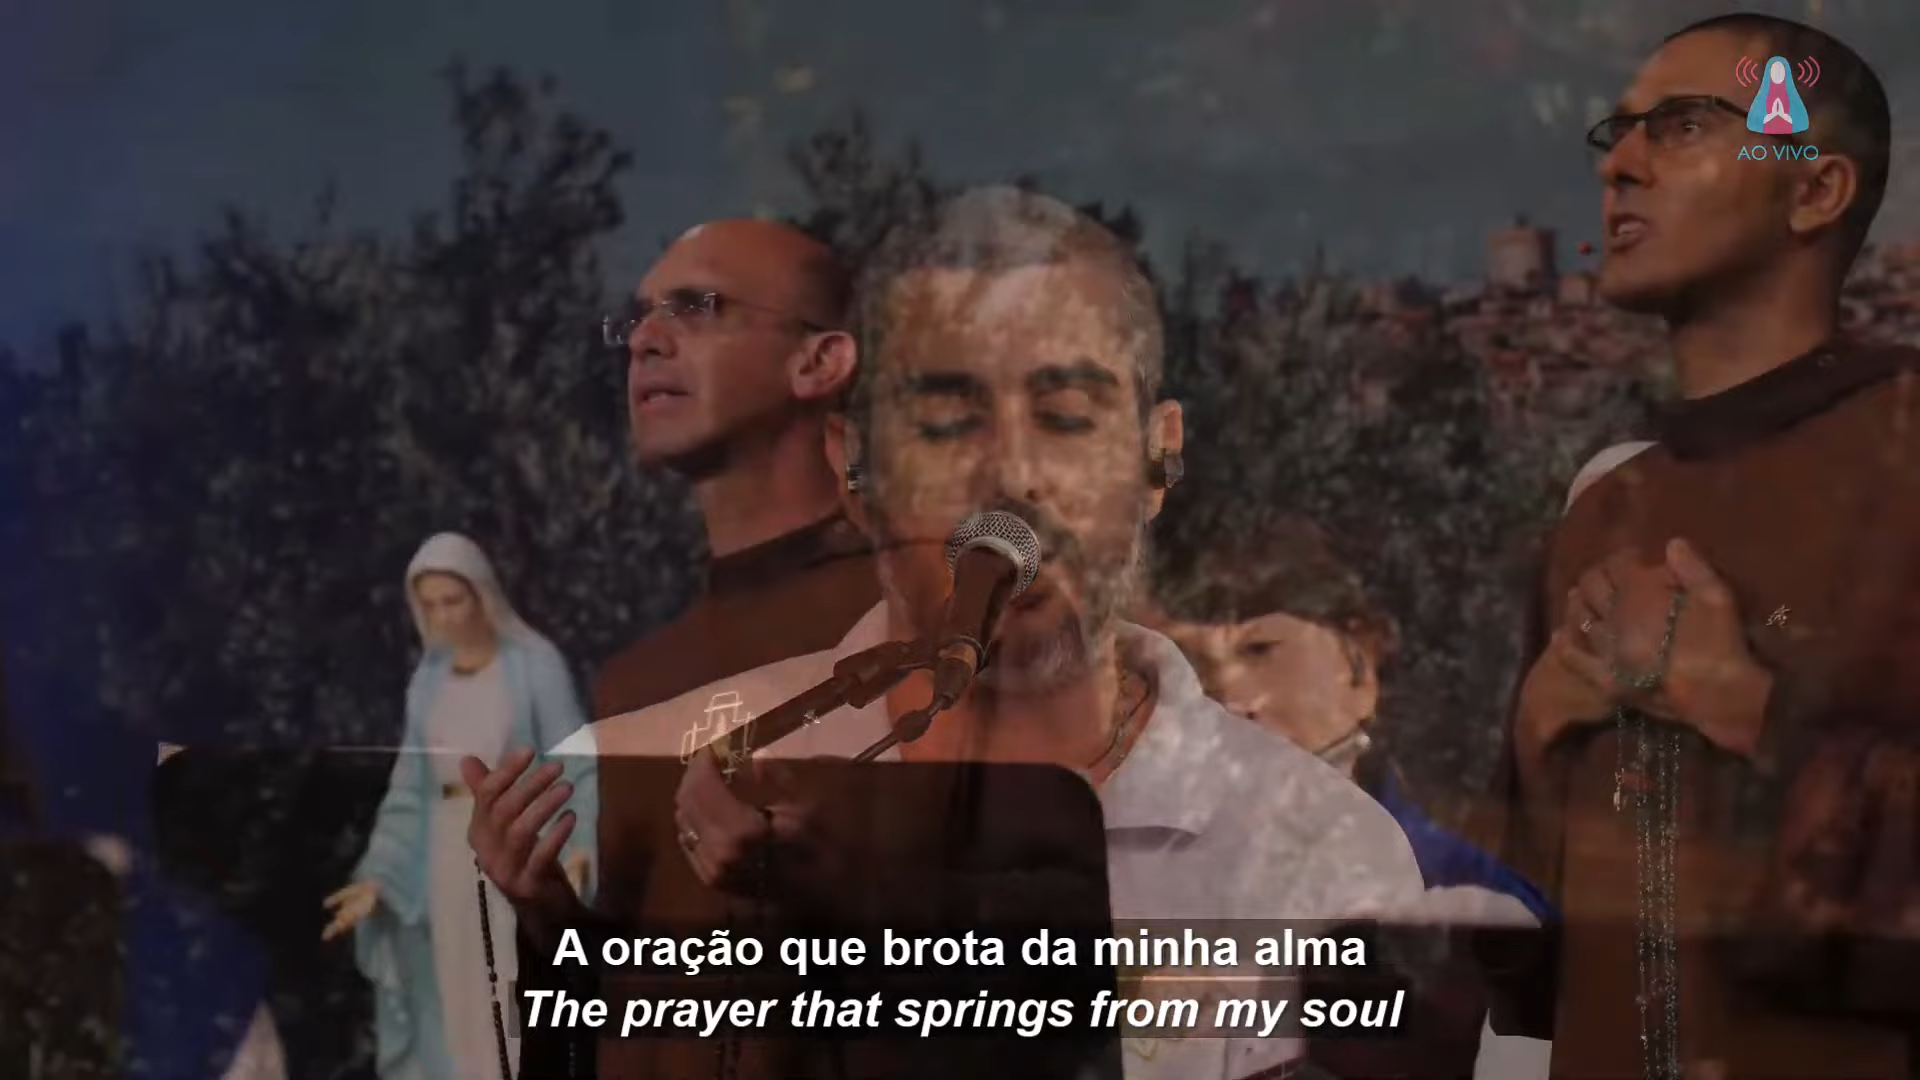 AO VIVO
A oração que brota da minha alma
The prayer that springs from my soul